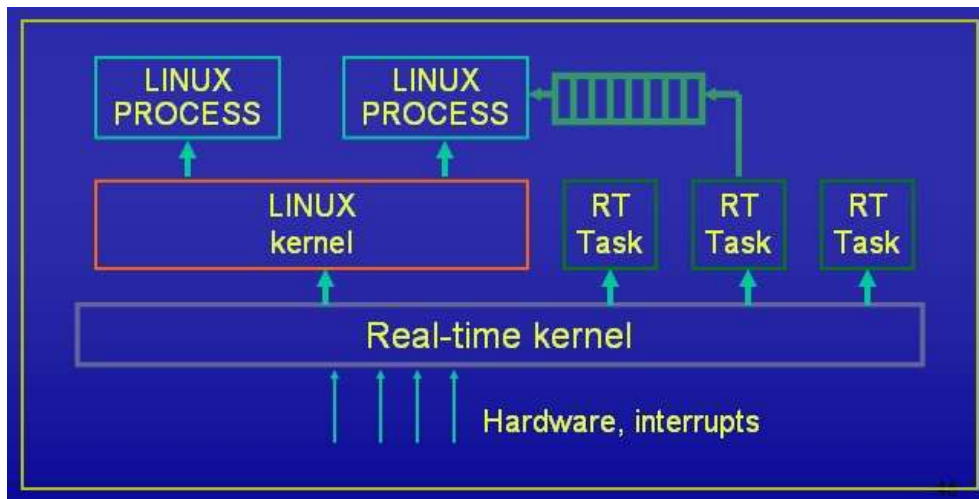 LINUX
PROCESS
LINUX
PROCESS
LINUX
kernel
RT
Task
RT
Task
RT
Task
Real-time kernel
Hardware, interrupts